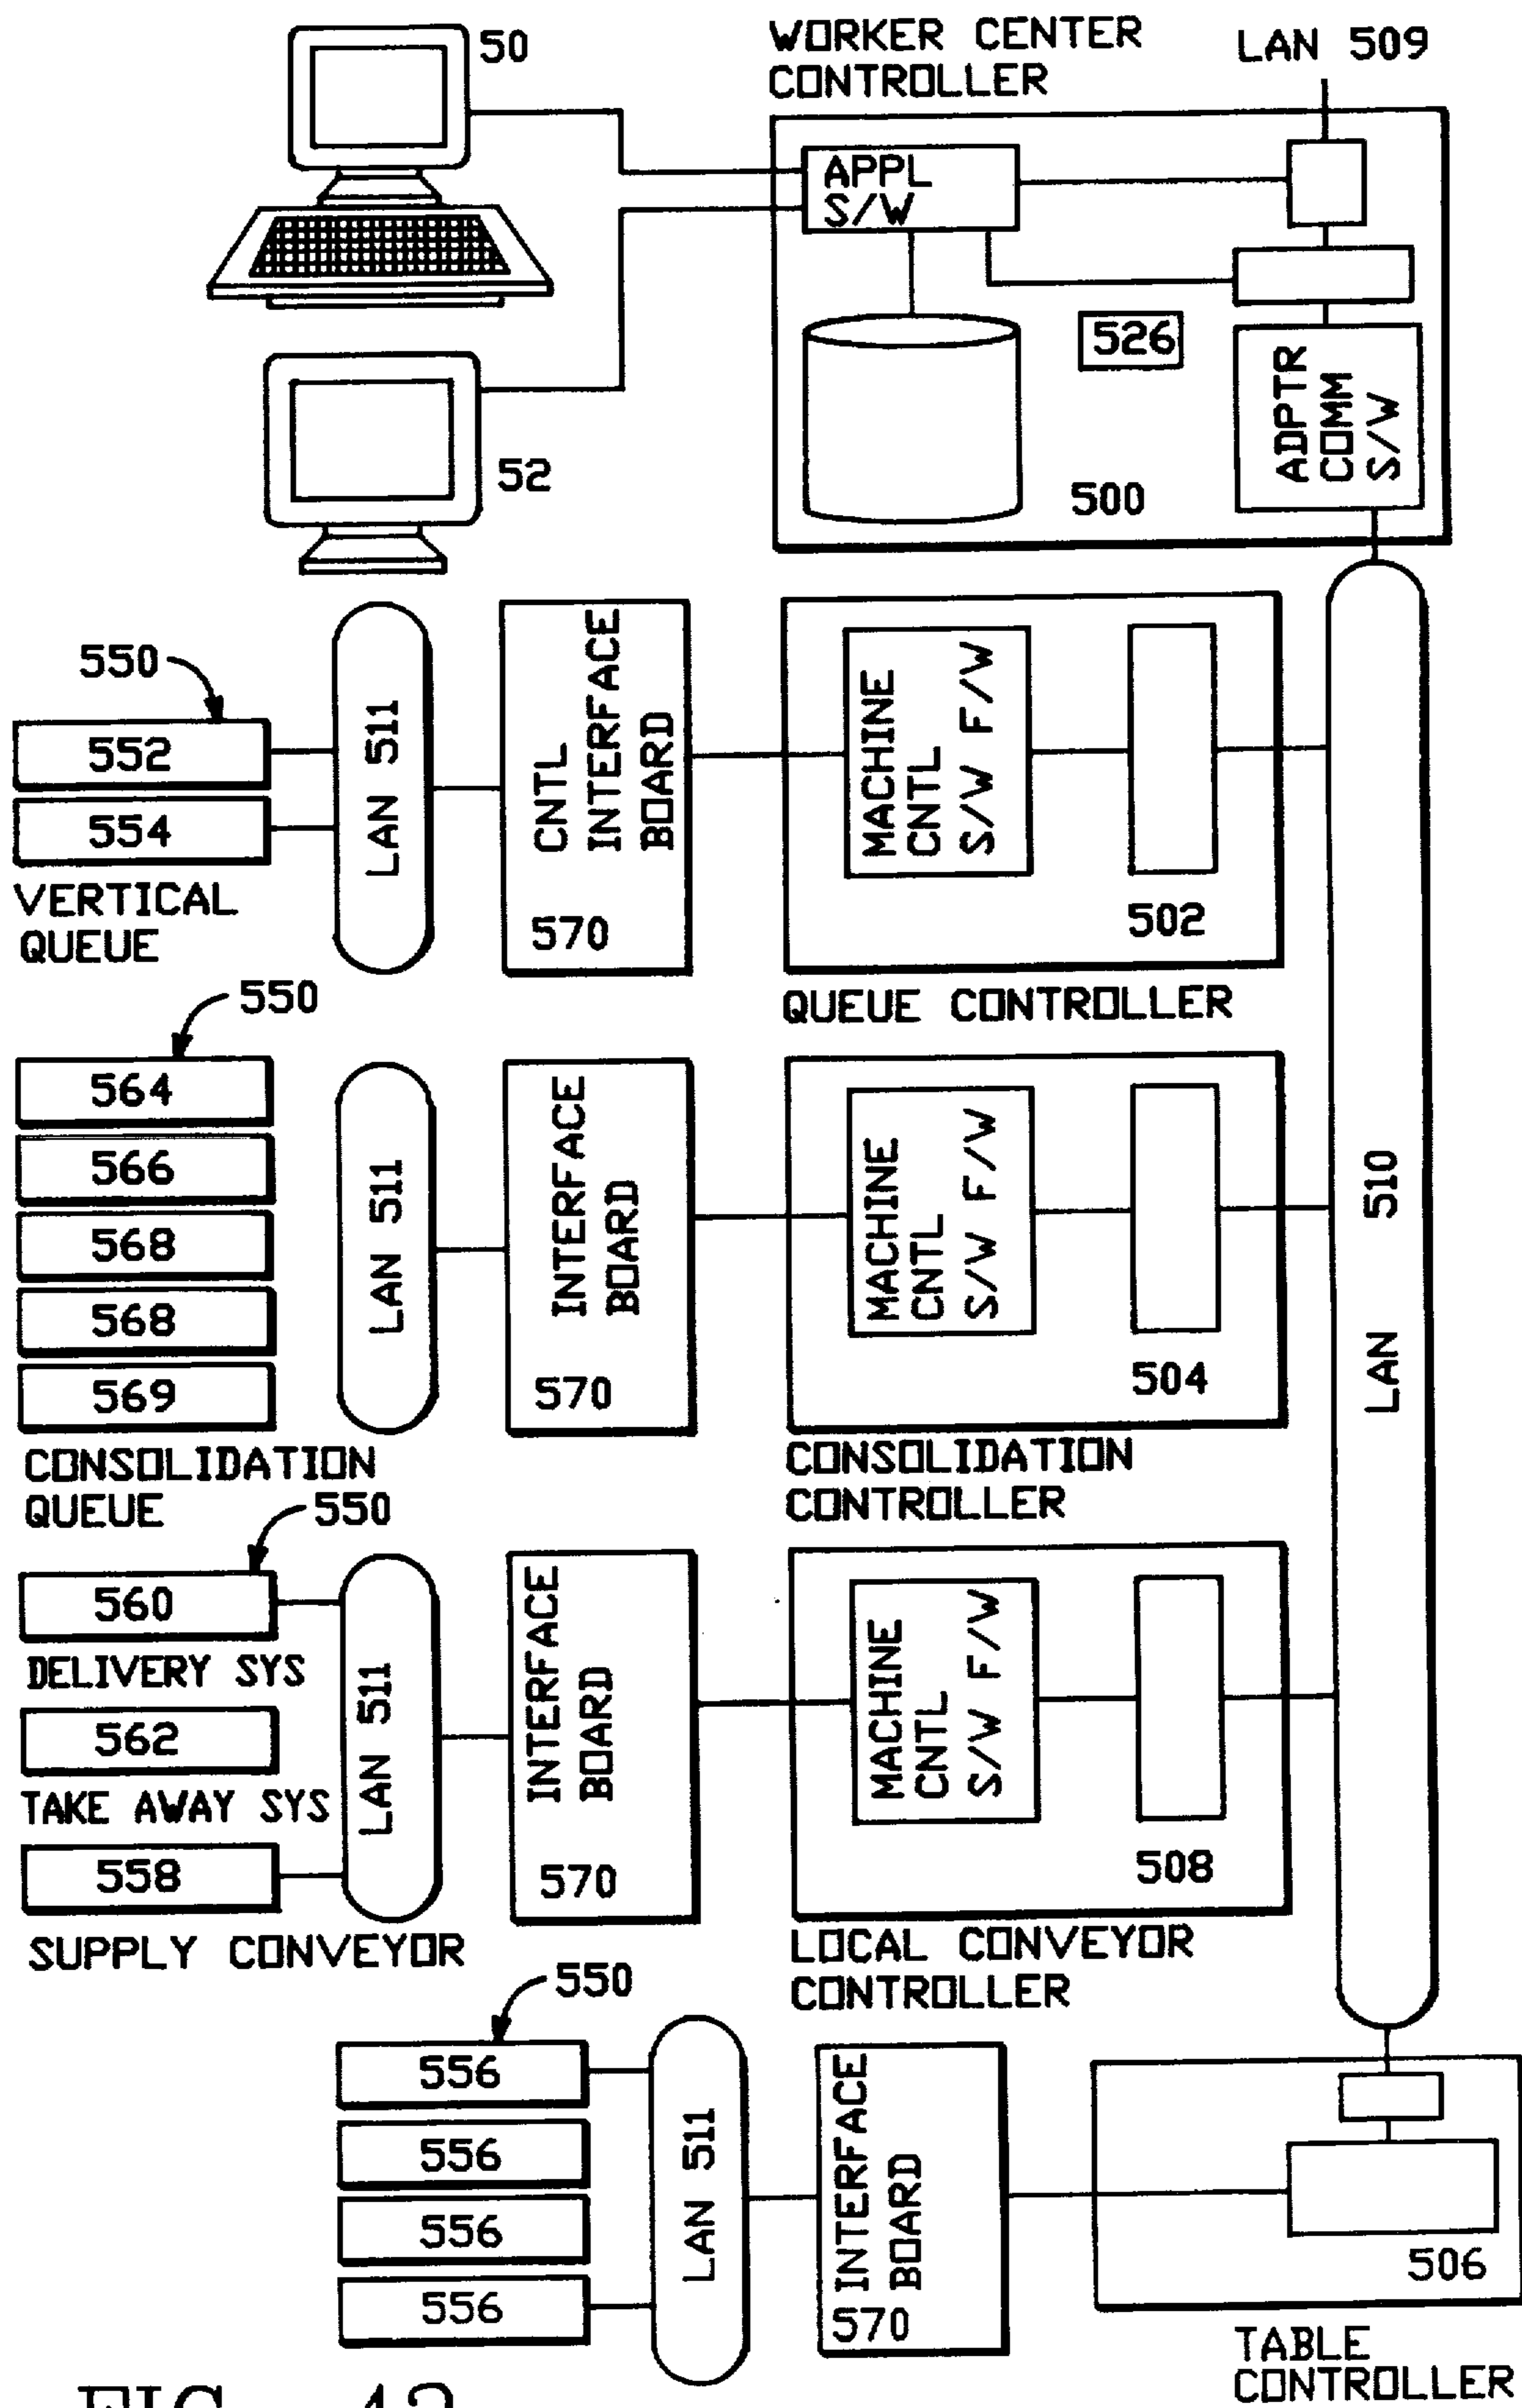 50
WORKER CENTER
CONTROLLER
LAN 509
APPL
S/W
526
ADPTR
COMM
S/W
52
500
550
552
554
VERTICAL
QUEUE
LAN 511
CNTL
INTERFACE
BOARD
570
MACHINE
CNTL
S/W F/W
502
QUEUE CONTROLLER
550
564
566
568
568
569
CONSOLIDATION
QUEUE
LAN 511
INTERFACE
BOARD
570
MACHINE
CNTL
S/W F/W
504
CONSOLIDATION
CONTROLLER
LAN 510
550
560
DELIVERY SYS
562
TAKE AWAY SYS
558
SUPPLY CONVEYOR
LAN 511
INTERFACE
BOARD
570
MACHINE
CNTL
S/W F/W
508
LOCAL CONVEYOR
CONTROLLER
550
556
556
556
556
LAN 511
INTERFACE
BOARD
570
506
TABLE
CONTROLLER